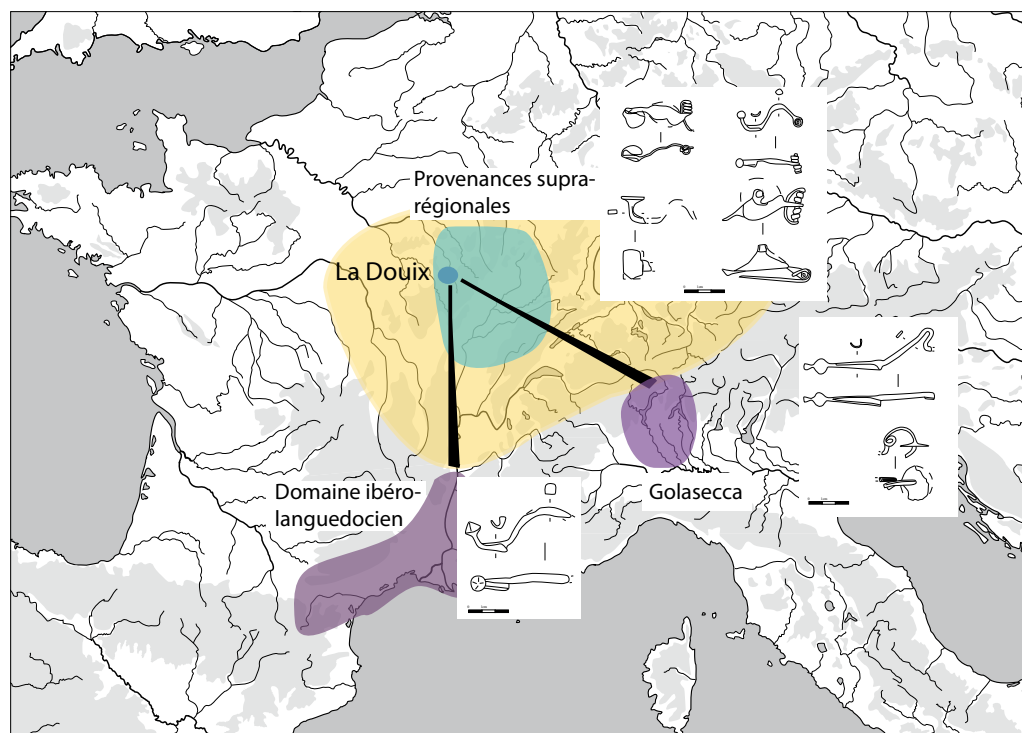 Provenances supra-
régionales
La Douix
Domaine ibéro-
languedocien
Golasecca